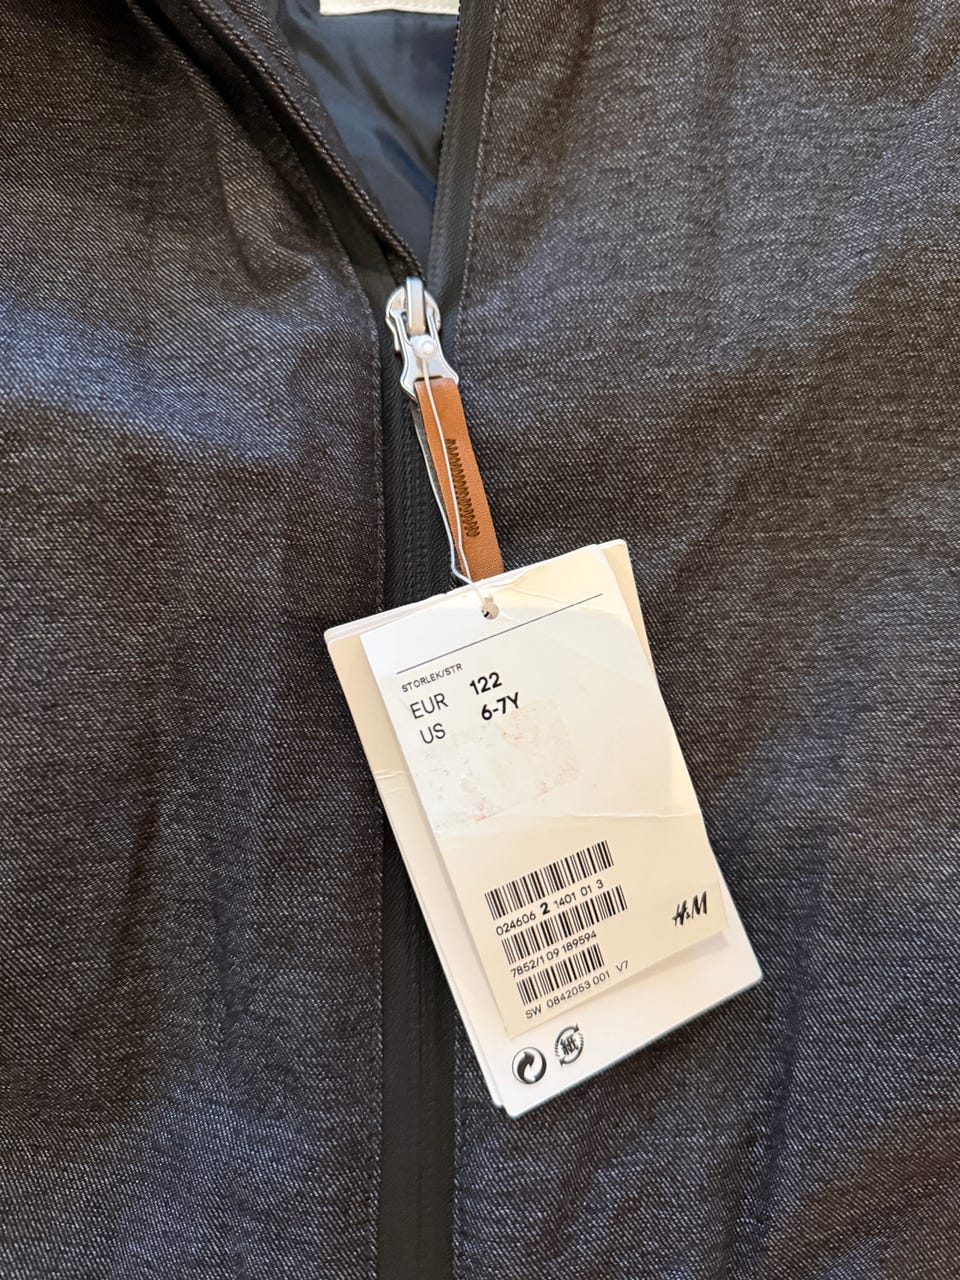 STORLEK/STR
EUR 122
US 6-7Y
024606 2 1401 01 3
7852/1 09 189594
SW 0842053 001 V7
H&M
紙